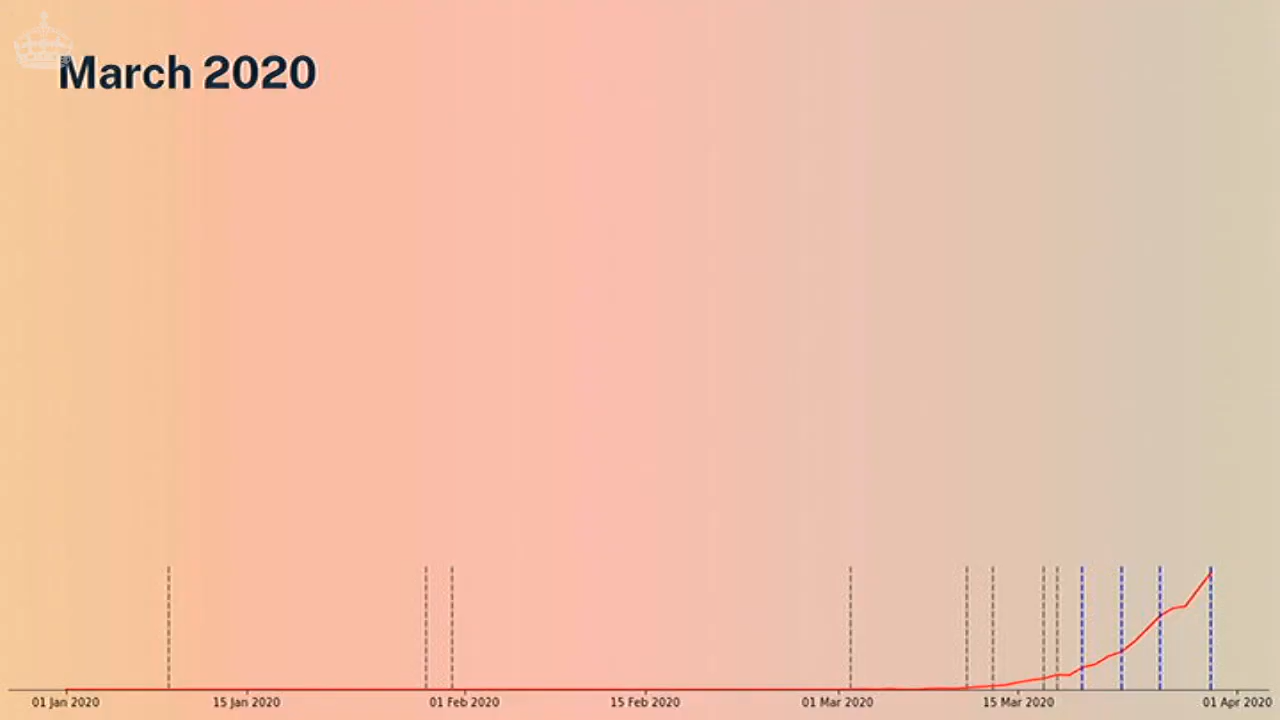 March 2020
01 Jan 2020
15 Jan 2020
01 Feb 2020
15 Feb 2020
01 Mar 2020
15 Mar 2020
01 Apr 2020